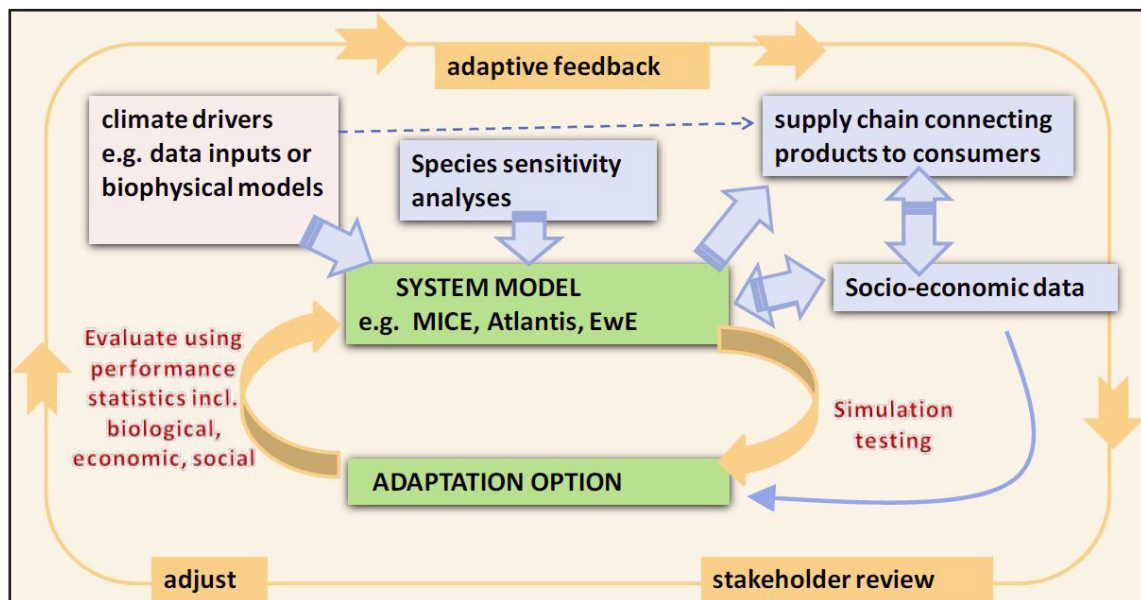 adaptive feedback
climate drivers
e.g. data inputs or
biophysical models
Species sensitivity
analyses
supply chain connecting
products to consumers
SYSTEM MODEL
e.g. MICE, Atlantis, EwE
Socio-economic data
Evaluate using
performance
statistics incl.
biological,
economic, social
Simulation
testing
ADAPTATION OPTION
adjust
stakeholder review